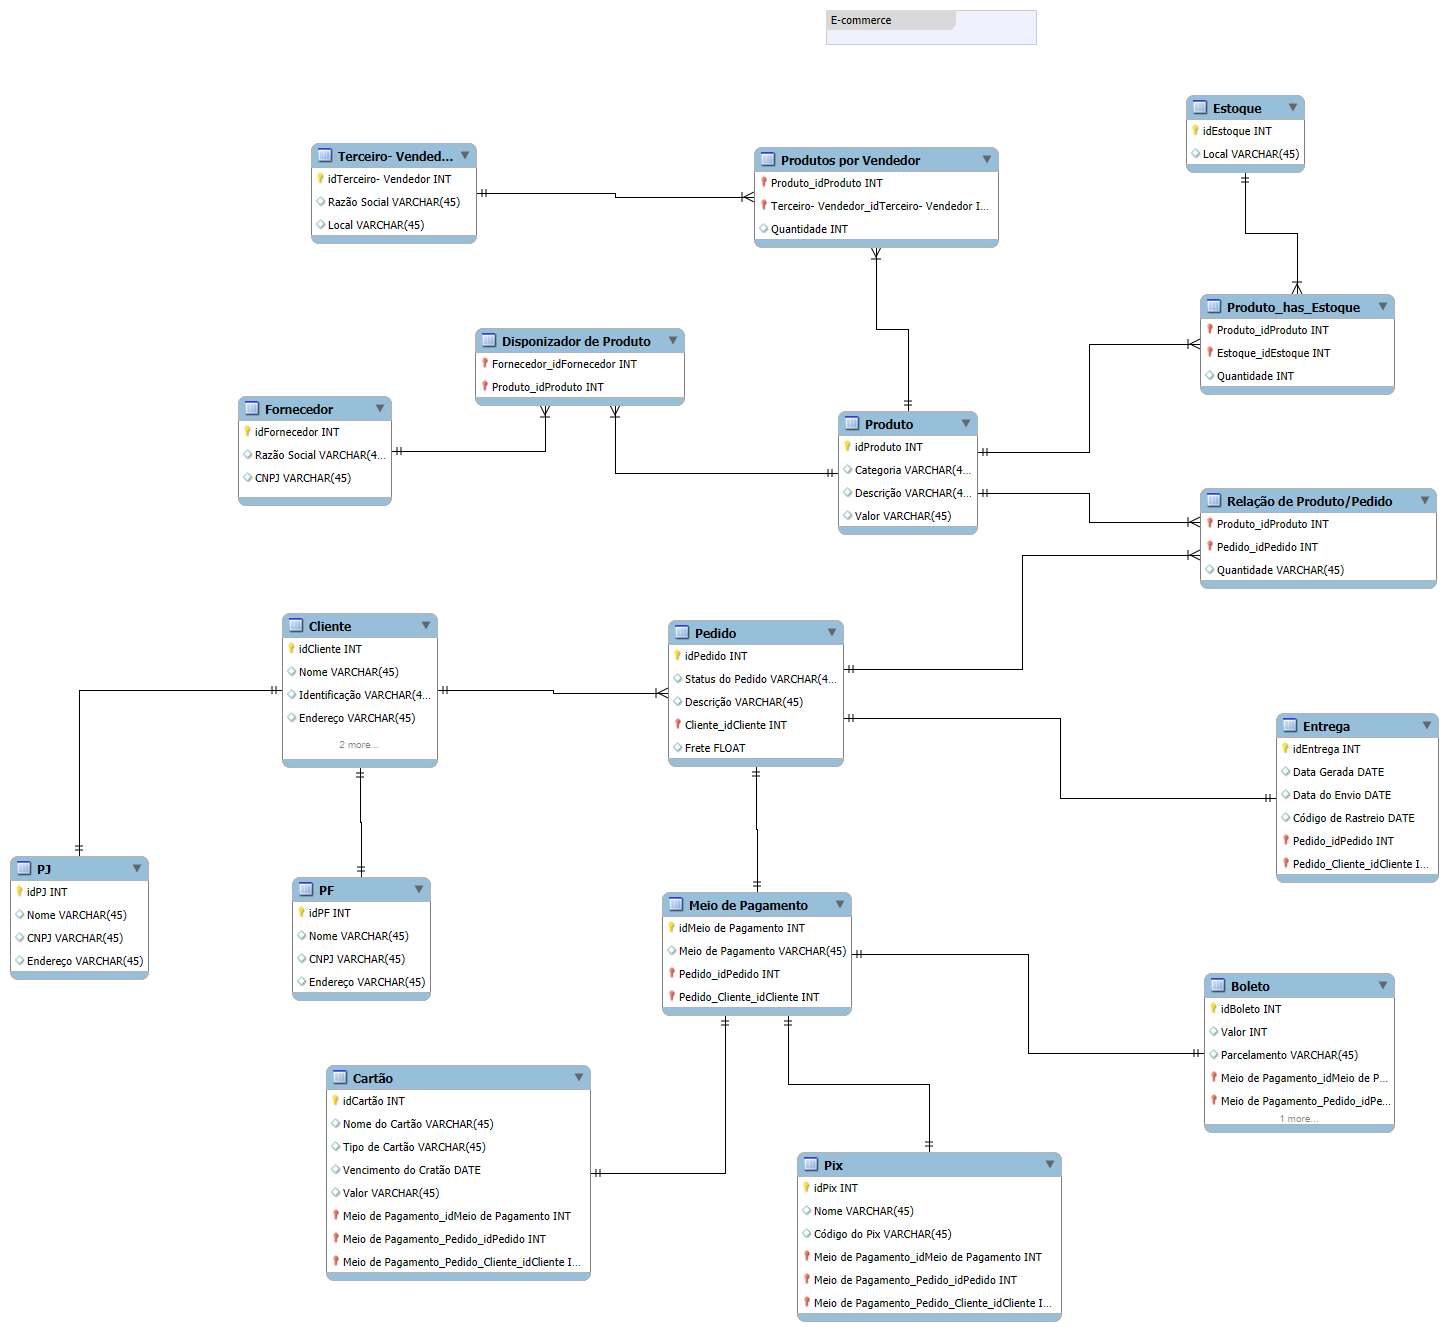 E-commerce
Estoque
idEstoque INT
Local VARCHAR(45)
Terceiro- Vended...
idTerceiro- Vendedor INT
Razão Social VARCHAR(45)
Local VARCHAR(45)
Produtos por Vendedor
Produto_idProduto INT
Terceiro- Vendedor_idTerceiro- Vendedor I...
Quantidade INT
Produto_has_Estoque
Produto_idProduto INT
Estoque_idEstoque INT
Quantidade INT
Disponizador de Produto
Fornecedor_idFornecedor INT
Produto_idProduto INT
Fornecedor
idFornecedor INT
Razão Social VARCHAR(4...
CNPJ VARCHAR(45)
Produto
idProduto INT
Categoria VARCHAR(4...
Descrição VARCHAR(4...
Valor VARCHAR(45)
Relação de Produto/Pedido
Produto_idProduto INT
Pedido_idPedido INT
Quantidade VARCHAR(45)
Cliente
idCliente INT
Nome VARCHAR(45)
Identificação VARCHAR(4...
Endereço VARCHAR(45)
2 more...
Pedido
idPedido INT
Status do Pedido VARCHAR(4...
Descrição VARCHAR(45)
Cliente_idCliente INT
Frete FLOAT
Entrega
idEntrega INT
Data Gerada DATE
Data do Envio DATE
Código de Rastreio DATE
Pedido_idPedido INT
Pedido_Cliente_idCliente I...
PJ
idPJ INT
Nome VARCHAR(45)
CNPJ VARCHAR(45)
Endereço VARCHAR(45)
PF
idPF INT
Nome VARCHAR(45)
CNPJ VARCHAR(45)
Endereço VARCHAR(45)
Meio de Pagamento
idMeio de Pagamento INT
Meio de Pagamento VARCHAR(45)
Pedido_idPedido INT
Pedido_Cliente_idCliente INT
Boleto
idBoleto INT
Valor INT
Parcelamento VARCHAR(45)
Meio de Pagamento_idMeio de P...
Meio de Pagamento_Pedido_idPe...
1 more...
Cartão
idCartão INT
Nome do Cartão VARCHAR(45)
Tipo de Cartão VARCHAR(45)
Vencimento do Cratão DATE
Valor VARCHAR(45)
Meio de Pagamento_idMeio de Pagamento INT
Meio de Pagamento_Pedido_idPedido INT
Meio de Pagamento_Pedido_Cliente_idCliente I...
Pix
idPix INT
Nome VARCHAR(45)
Código do Pix VARCHAR(45)
Meio de Pagamento_idMeio de Pagamento INT
Meio de Pagamento_Pedido_idPedido INT
Meio de Pagamento_Pedido_Cliente_idCliente I...